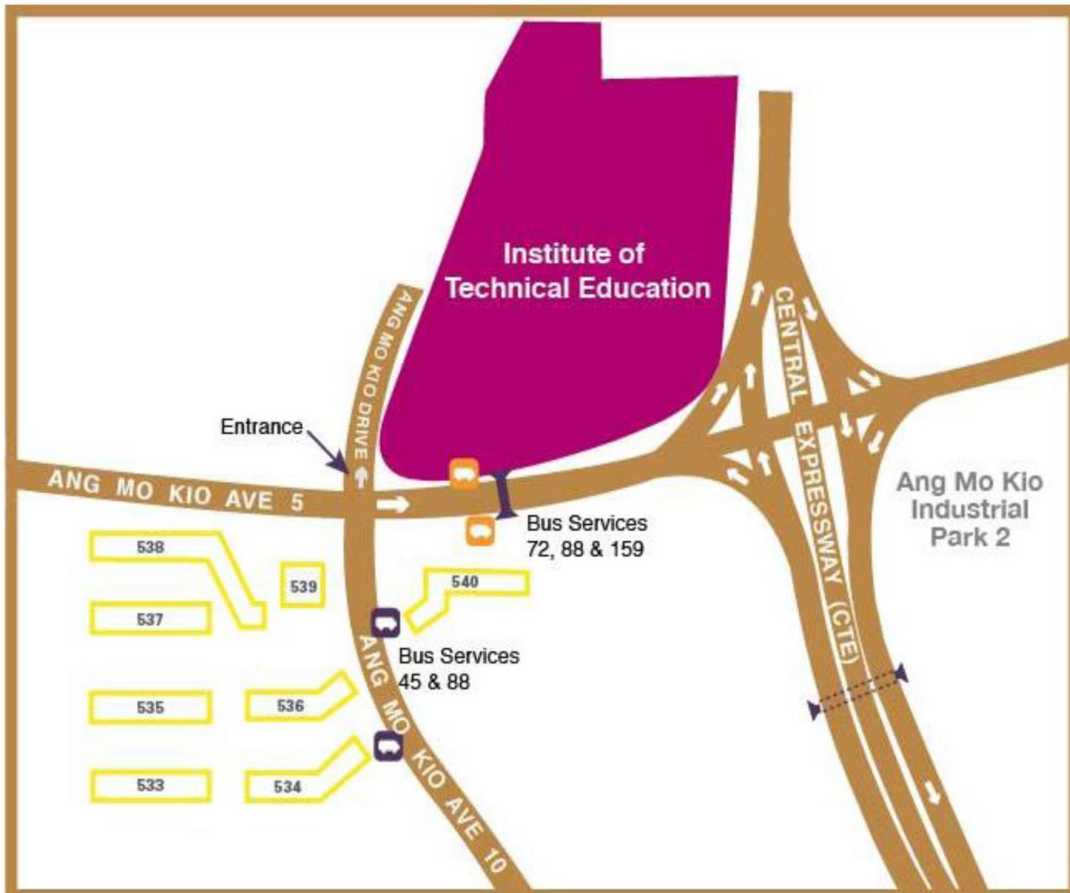 Institute of
Technical Education
ANG MO KIO DRIVE
CENTRAL EXPRESSWAY (CTE)
Entrance
ANG MO KIO AVE 5
Ang Mo Kio
Industrial
Park 2
Bus Services
72, 88 & 159
538
539
540
537
Bus Services
45 & 88
ANG MO KIO AVE 10
535
536
533
534